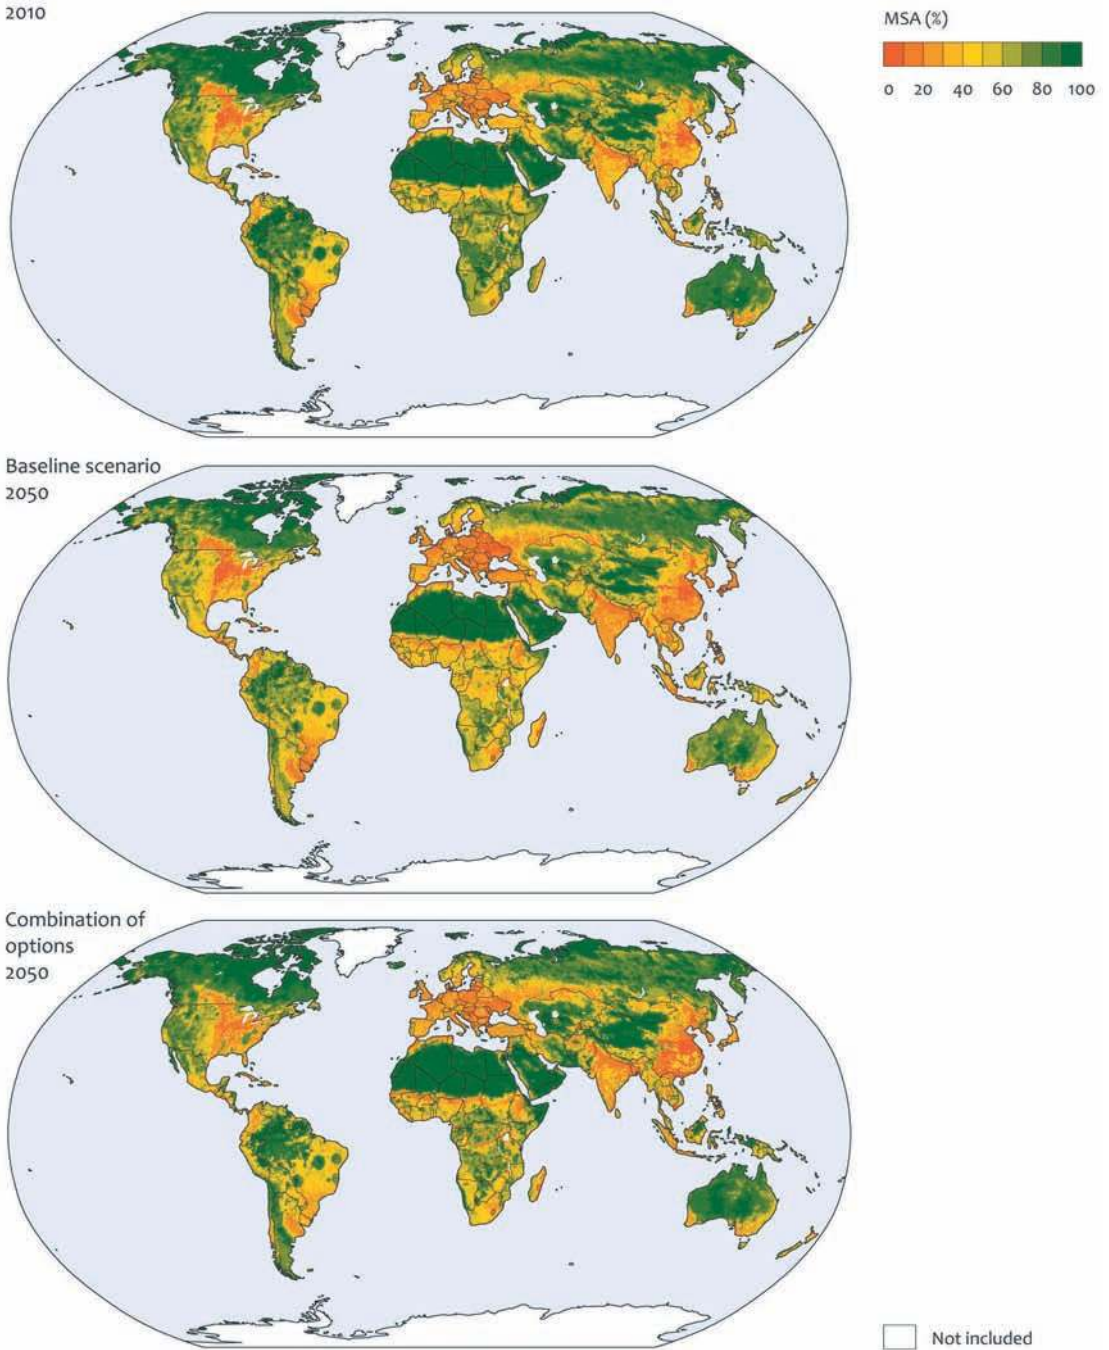 2010
MSA (%)
0 20 40 60 80 100
Baseline scenario
2050
Combination of
options
2050
Not included